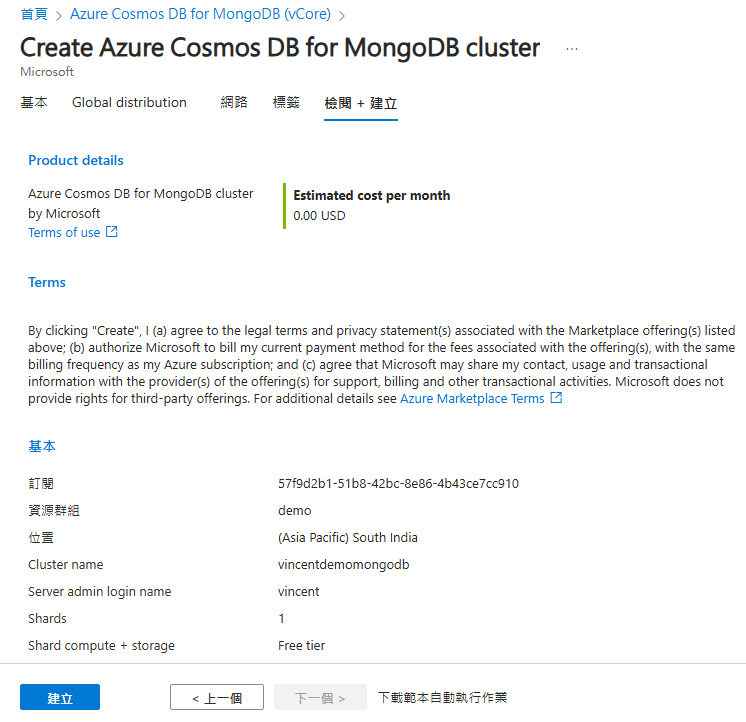 首頁 > Azure Cosmos DB for MongoDB (vCore) >
Create Azure Cosmos DB for MongoDB cluster ...
Microsoft
基本 Global distribution 網路 標籤 檢閱 + 建立
Product details
Azure Cosmos DB for MongoDB cluster
by Microsoft
Terms of use
Estimated cost per month
0.00 USD
Terms
By clicking "Create", I (a) agree to the legal terms and privacy statement(s) associated with the Marketplace offering(s) listed
above; (b) authorize Microsoft to bill my current payment method for the fees associated with the offering(s), with the same
billing frequency as my Azure subscription; and (c) agree that Microsoft may share my contact, usage and transactional
information with the provider(s) of the offering(s) for support, billing and other transactional activities. Microsoft does not
provide rights for third-party offerings. For additional details see Azure Marketplace Terms
基本
訂閱 57f9d2b1-51b8-42bc-8e86-4b43ce7cc910
資源群組 demo
位置 (Asia Pacific) South India
Cluster name vincentdemomongodb
Server admin login name vincent
Shards 1
Shard compute + storage Free tier
建立 < 上一個 下一個 > 下載範本自動執行作業